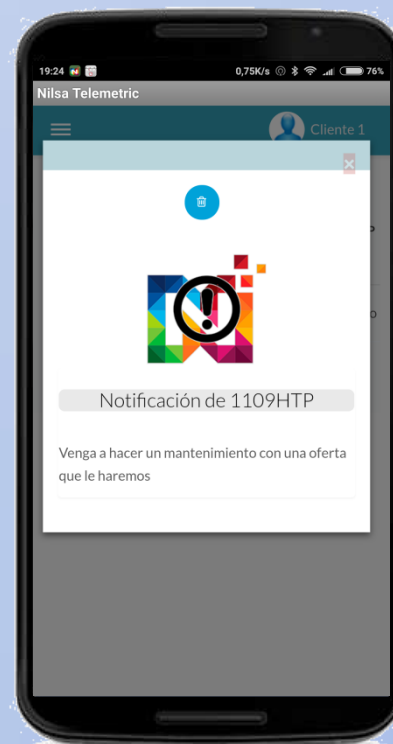 19:24 0,75K/s 76%
Nilsa Telemetric
Cliente 1
Notificación de 1109HTP
Venga a hacer un mantenimiento con una oferta
que le haremos